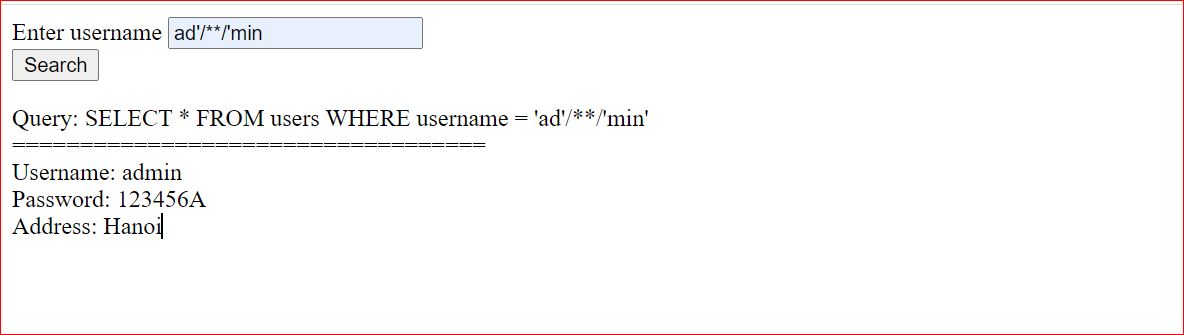 Enter username ad'/**/'min
Search
Query: SELECT * FROM users WHERE username = 'ad'/**/'min'
===================================
Username: admin
Password: 123456A
Address: Hanoi